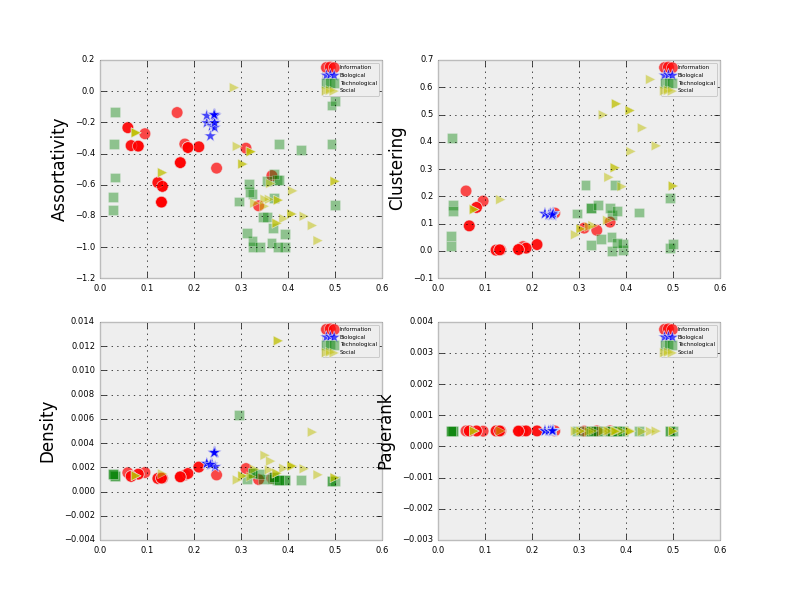 Assortativity
0.2
0.0
−0.2
−0.4
−0.6
−0.8
−1.0
−1.2
0.0 0.1 0.2 0.3 0.4 0.5 0.6
Information
Biological
Technological
Social
Clustering
0.7
0.6
0.5
0.4
0.3
0.2
0.1
0.0
−0.1
0.0 0.1 0.2 0.3 0.4 0.5 0.6
Information
Biological
Technological
Social
Density
0.014
0.012
0.010
0.008
0.006
0.004
0.002
0.000
−0.002
−0.004
0.0 0.1 0.2 0.3 0.4 0.5 0.6
Information
Biological
Technological
Social
Pagerank
0.004
0.003
0.002
0.001
0.000
−0.001
−0.002
−0.003
0.0 0.1 0.2 0.3 0.4 0.5 0.6
Information
Biological
Technological
Social